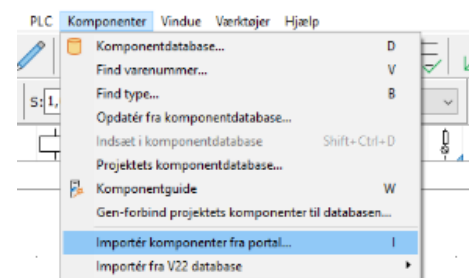 PLC Komponenter Vindue Værktøjer Hjælp
Komponentdatabase... D
Find varenummer... V
S: 1,
Find type... B
Opdatér fra komponentdatabase...
Indsæt i komponentdatabase Shift+Ctrl+D
Projektets komponentdatabase...
Komponentguide W
Gen-forbind projektets komponenter til databasen...
Importér komponenter fra portal... I
Importér fra V22 database